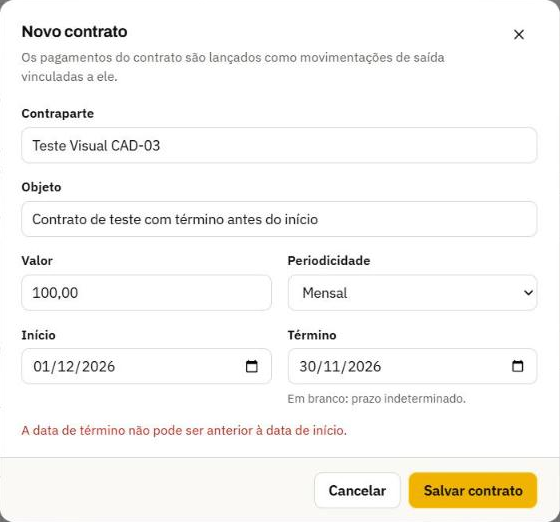 Novo contrato
Os pagamentos do contrato são lançados como movimentações de saída
vinculadas a ele.
Contraparte
Teste Visual CAD-03
Objeto
Contrato de teste com término antes do início
Valor
Periodicidade
100,00
Mensal
Início
Término
01/12/2026
30/11/2026
Em branco: prazo indeterminado.
A data de término não pode ser anterior à data de início.
Cancelar
Salvar contrato